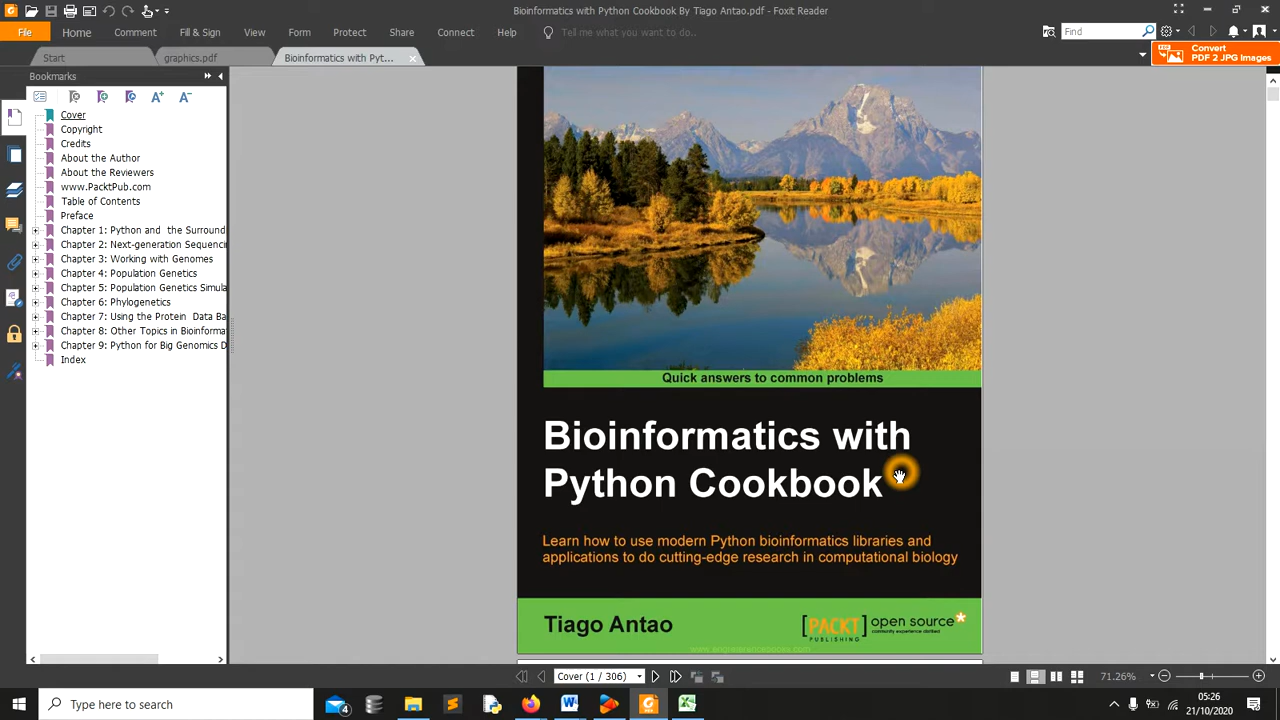 Bioinformatics with Python Cookbook By Tiago Antao.pdf - Foxit Reader
File Home Comment Fill & Sign View Form Protect Share Connect Help Tell me what you want to do.. Find
Convert
PDF 2 JPG Images
Start graphics.pdf Bioinformatics with Pyt...
Bookmarks
Cover
Copyright
Credits
About the Author
About the Reviewers
www.PacktPub.com
Table of Contents
Preface
Chapter 1: Python and the Surround
Chapter 2: Next-generation Sequenci
Chapter 3: Working with Genomes
Chapter 4: Population Genetics
Chapter 5: Population Genetics Simula
Chapter 6: Phylogenetics
Chapter 7: Using the Protein Data Ba
Chapter 8: Other Topics in Bioinforma
Chapter 9: Python for Big Genomics D
Index
Quick answers to common problems
Bioinformatics with
Python Cookbook
Learn how to use modern Python bioinformatics libraries and
applications to do cutting-edge research in computational biology
Tiago Antao
[PACKT] open source*
PUBLISHING community experience distilled
Cover (1 / 306)
71.26%
Type here to search
4
05:26
21/10/2020